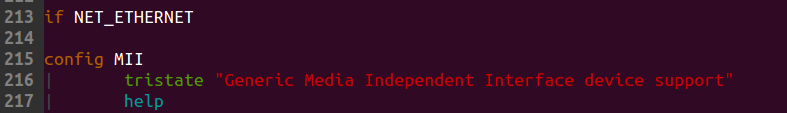 213 if NET_ETHERNET
214
215 config MII
216 tristate "Generic Media Independent Interface device support"
217 help